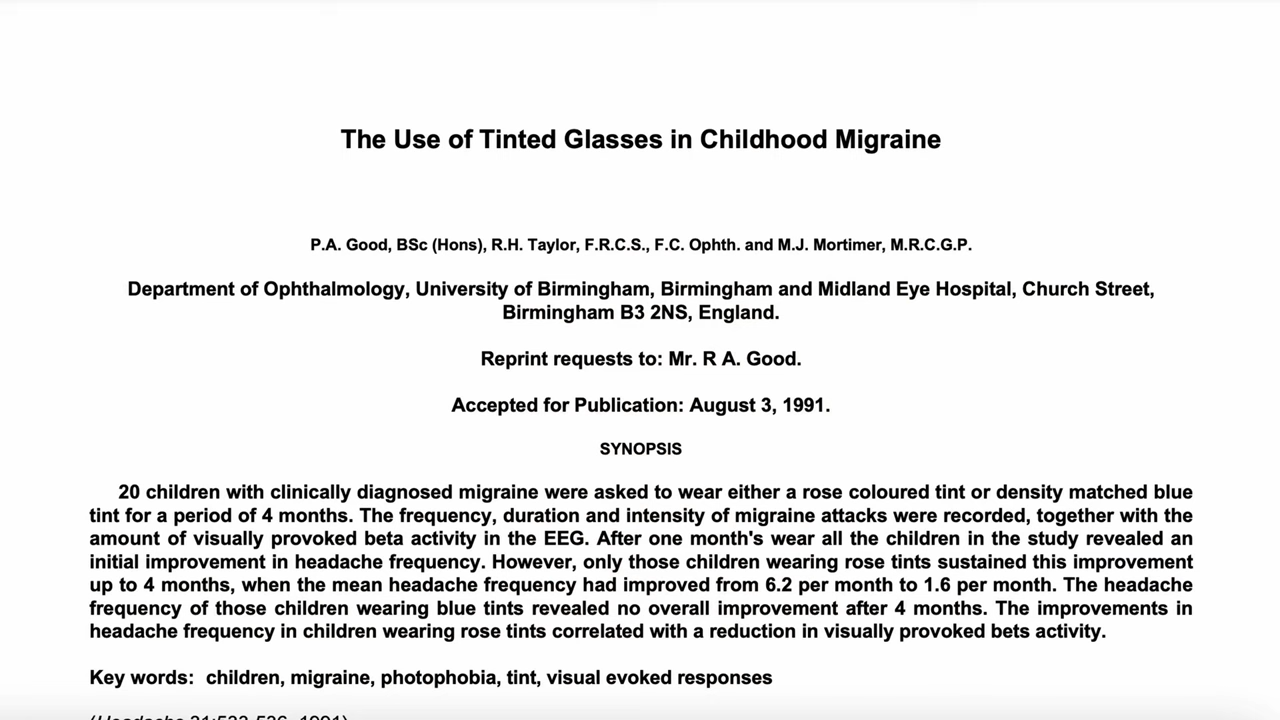 The Use of Tinted Glasses in Childhood Migraine
P.A. Good, BSc (Hons), R.H. Taylor, F.R.C.S., F.C. Ophth. and M.J. Mortimer, M.R.C.G.P.
Department of Ophthalmology, University of Birmingham, Birmingham and Midland Eye Hospital, Church Street,
Birmingham B3 2NS, England.
Reprint requests to: Mr. R A. Good.
Accepted for Publication: August 3, 1991.
SYNOPSIS
20 children with clinically diagnosed migraine were asked to wear either a rose coloured tint or density matched blue
tint for a period of 4 months. The frequency, duration and intensity of migraine attacks were recorded, together with the
amount of visually provoked beta activity in the EEG. After one month's wear all the children in the study revealed an
initial improvement in headache frequency. However, only those children wearing rose tints sustained this improvement
up to 4 months, when the mean headache frequency had improved from 6.2 per month to 1.6 per month. The headache
frequency of those children wearing blue tints revealed no overall improvement after 4 months. The improvements in
headache frequency in children wearing rose tints correlated with a reduction in visually provoked bets activity.
Key words: children, migraine, photophobia, tint, visual evoked responses